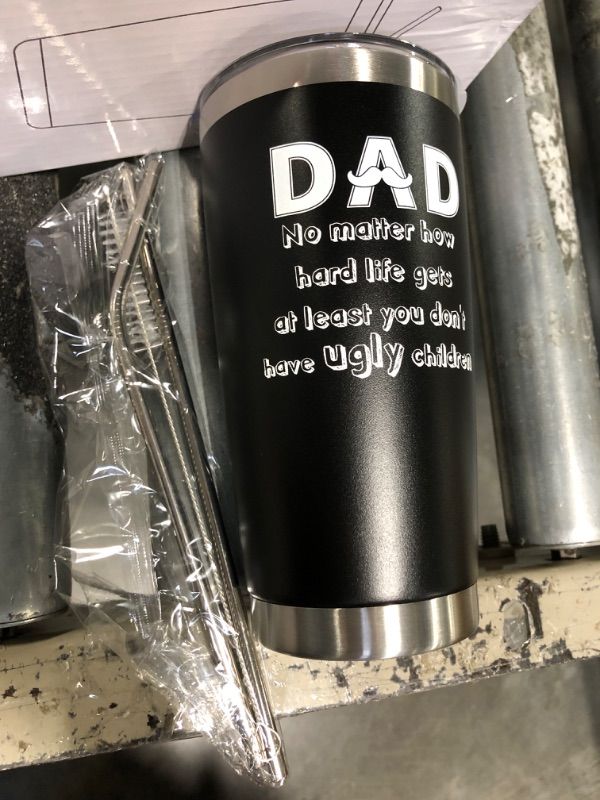 DAD
No matter how
hard life gets
at least you don't
have ugly children